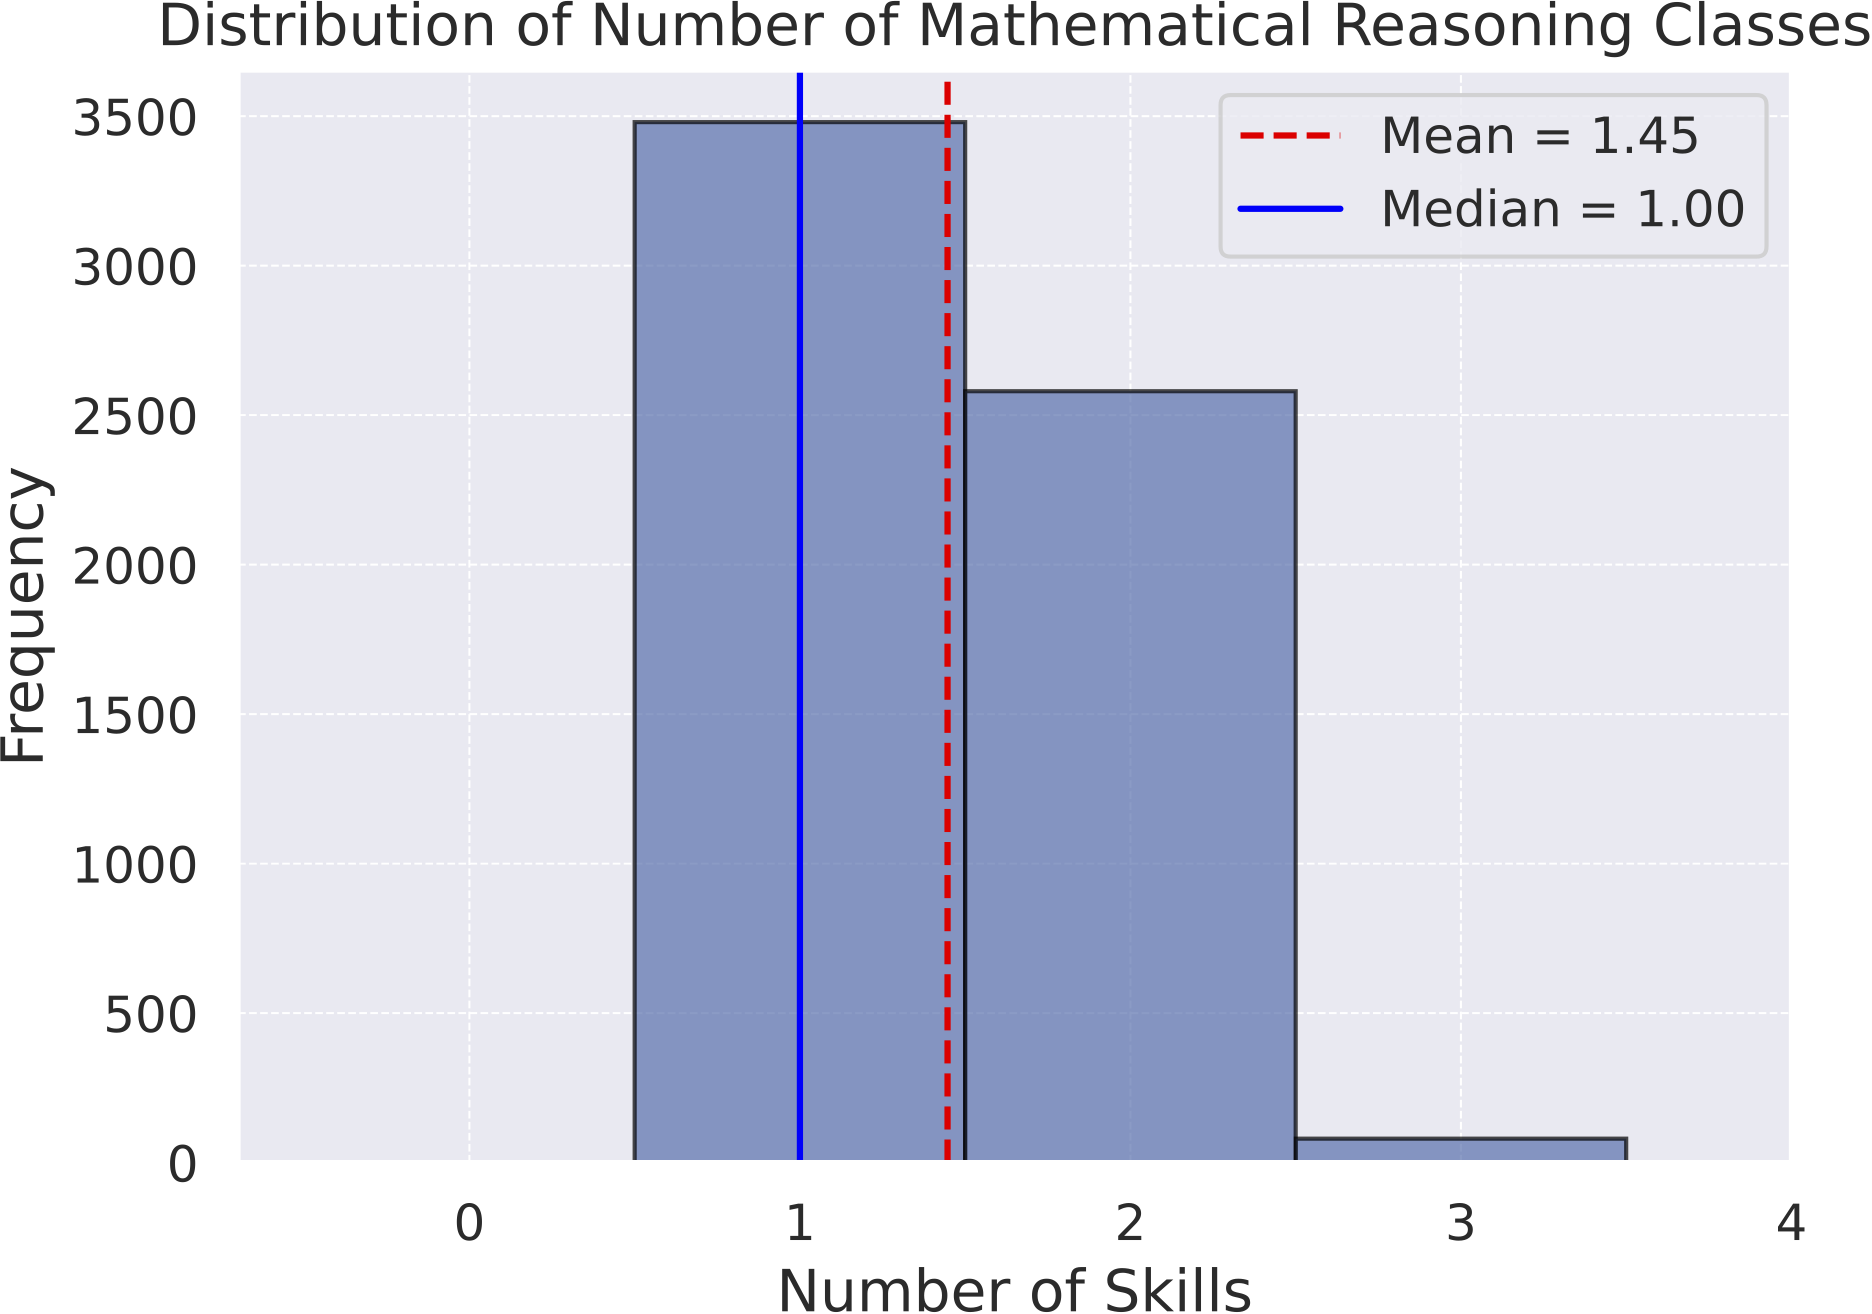 Distribution of Number of Mathematical Reasoning Classes
Mean = 1.45
Median = 1.00
Frequency
3500
3000
2500
2000
1500
1000
500
0
0 1 2 3 4
Number of Skills